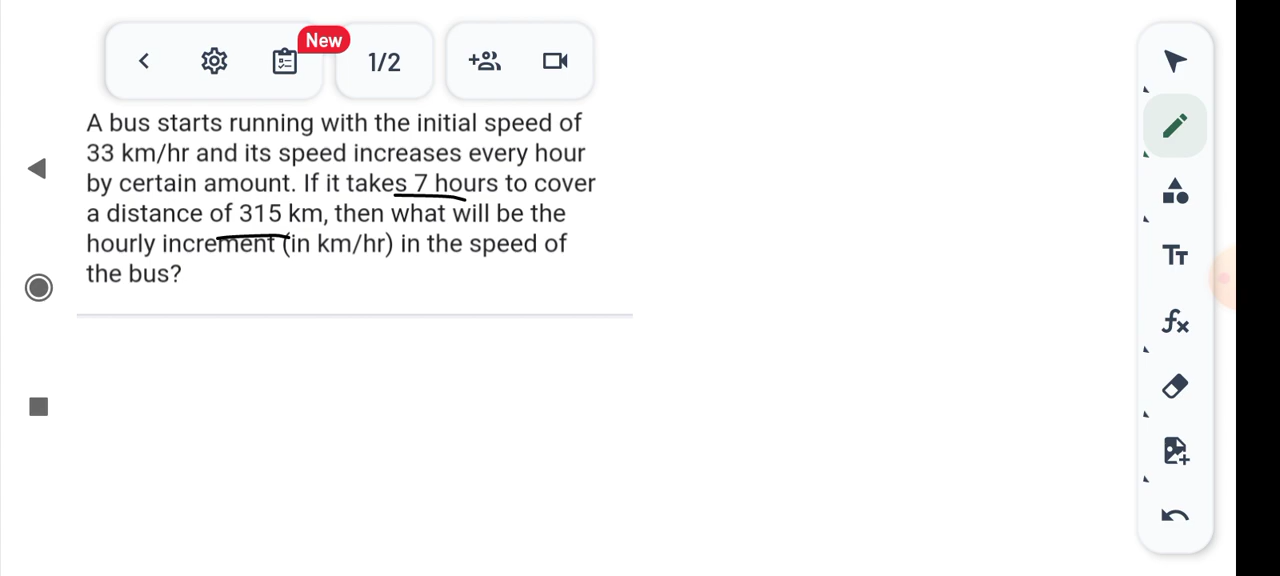 New
1/2
A bus starts running with the initial speed of
33 km/hr and its speed increases every hour
by certain amount. If it takes 7 hours to cover
a distance of 315 km, then what will be the
hourly increment (in km/hr) in the speed of
the bus?
TT
fx